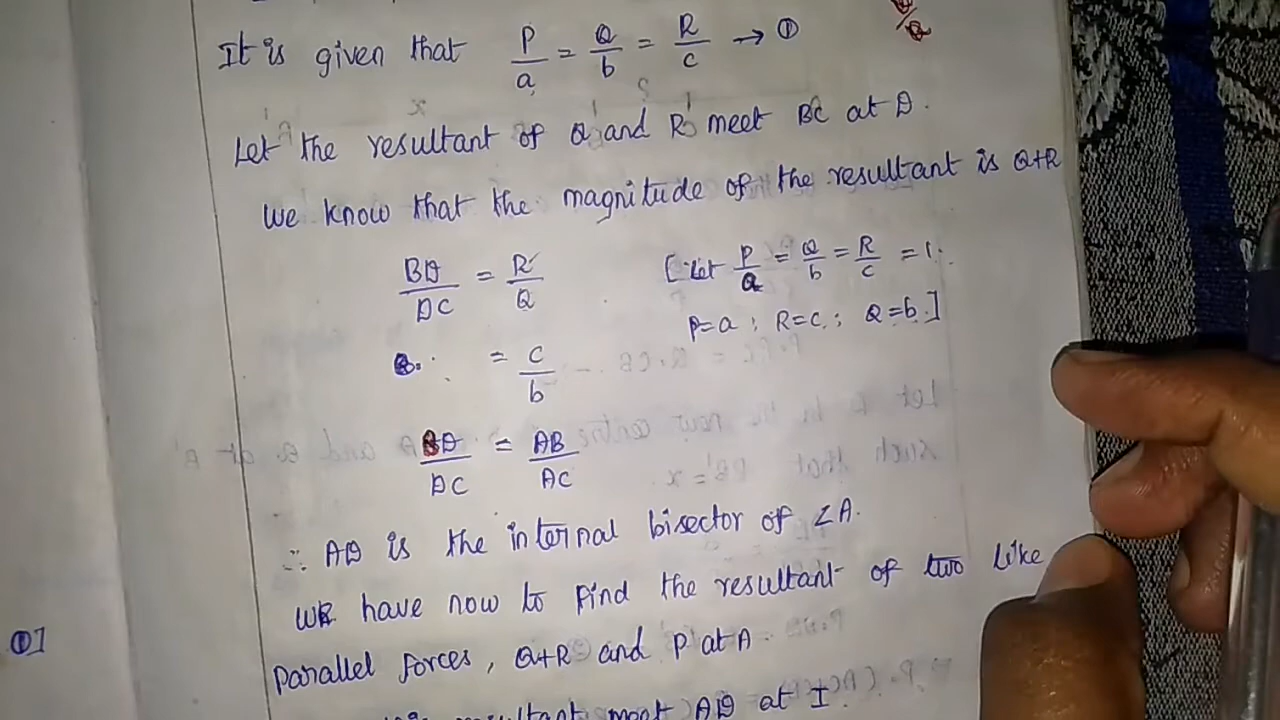 It is given that P/a = Q/b = R/c → ①
Let the resultant of Q and R meet BC at D.
We know that the magnitude of the resultant is Q+R
BD/DC = R/Q [∵ Let P/a = Q/b = R/c = 1.
P=a ; R=c ; Q=b.]
= c/b
BD/DC = AB/AC
∴ AD is the internal bisector of ∠A.
We have now to find the resultant of two like
①]
parallel forces, Q+R and P at A.
resultant meet AD at I.